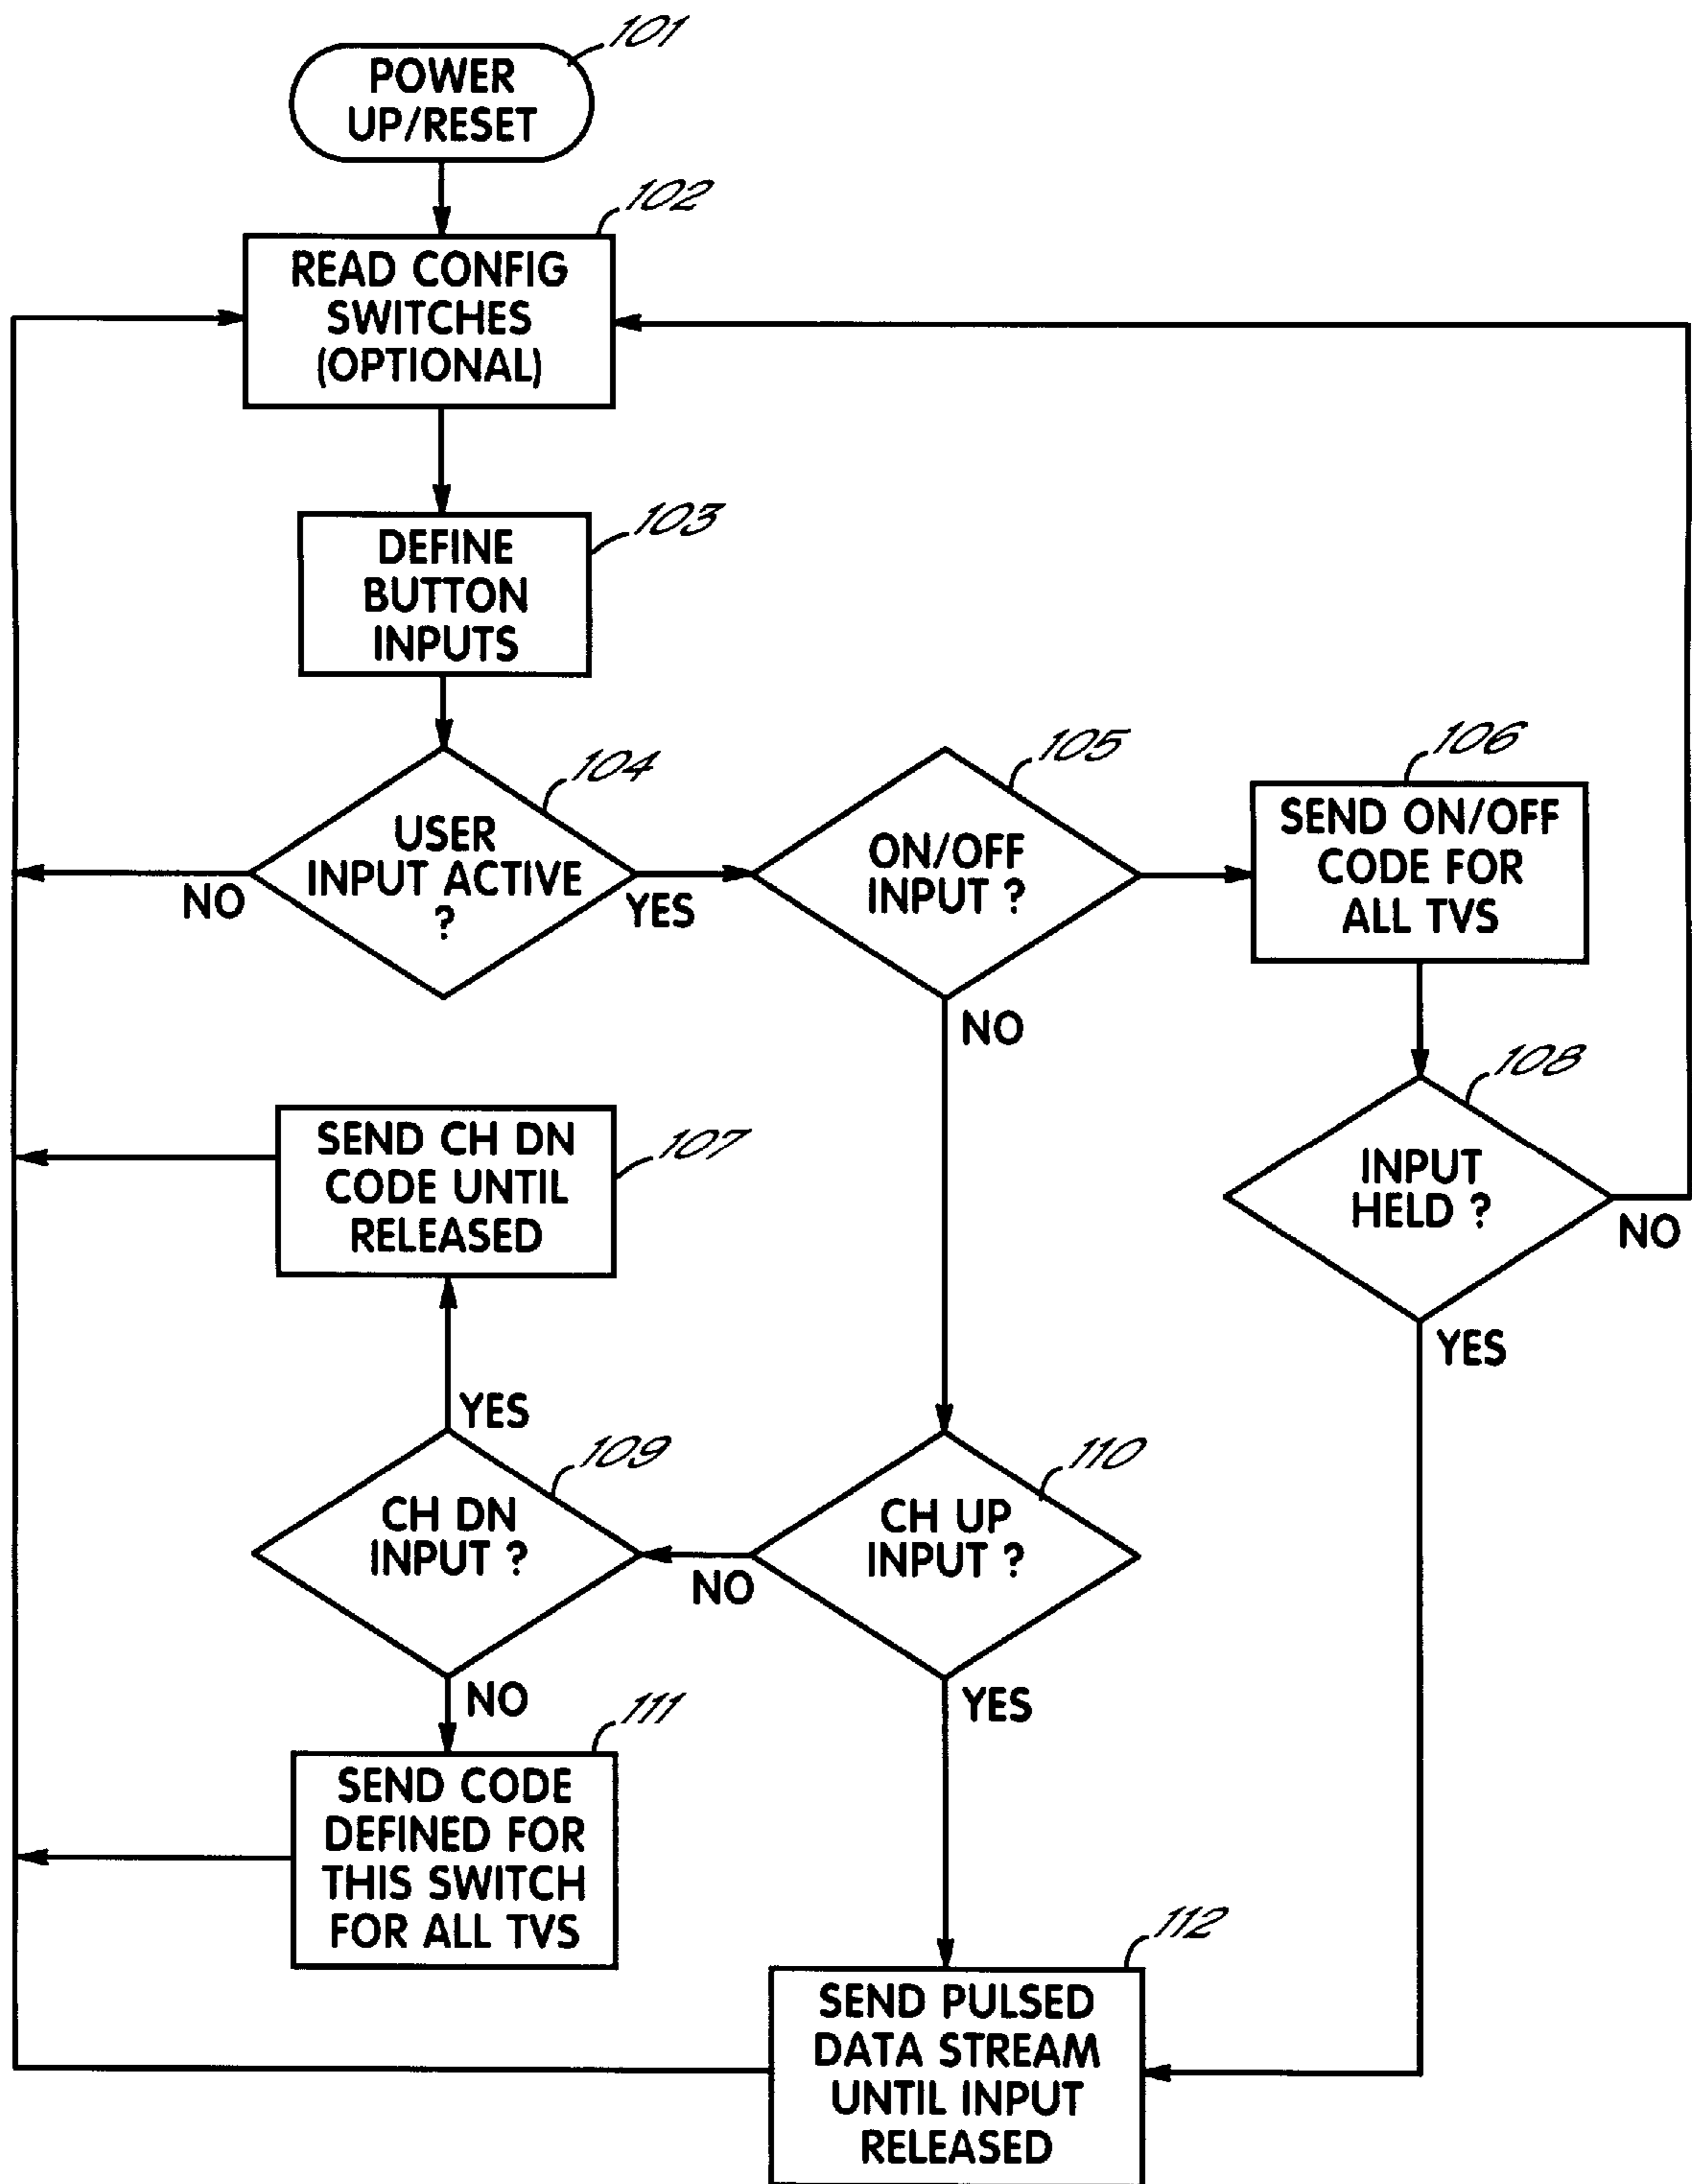 101
POWER
UP/RESET
102
READ CONFIG
SWITCHES
(OPTIONAL)
103
DEFINE
BUTTON
INPUTS
104
USER
INPUT ACTIVE
?
NO
YES
105
ON/OFF
INPUT ?
NO
106
SEND ON/OFF
CODE FOR
ALL TVS
108
INPUT
HELD ?
NO
YES
107
SEND CH DN
CODE UNTIL
RELEASED
YES
109
CH DN
INPUT ?
NO
110
CH UP
INPUT ?
NO
YES
111
SEND CODE
DEFINED FOR
THIS SWITCH
FOR ALL TVS
112
SEND PULSED
DATA STREAM
UNTIL INPUT
RELEASED